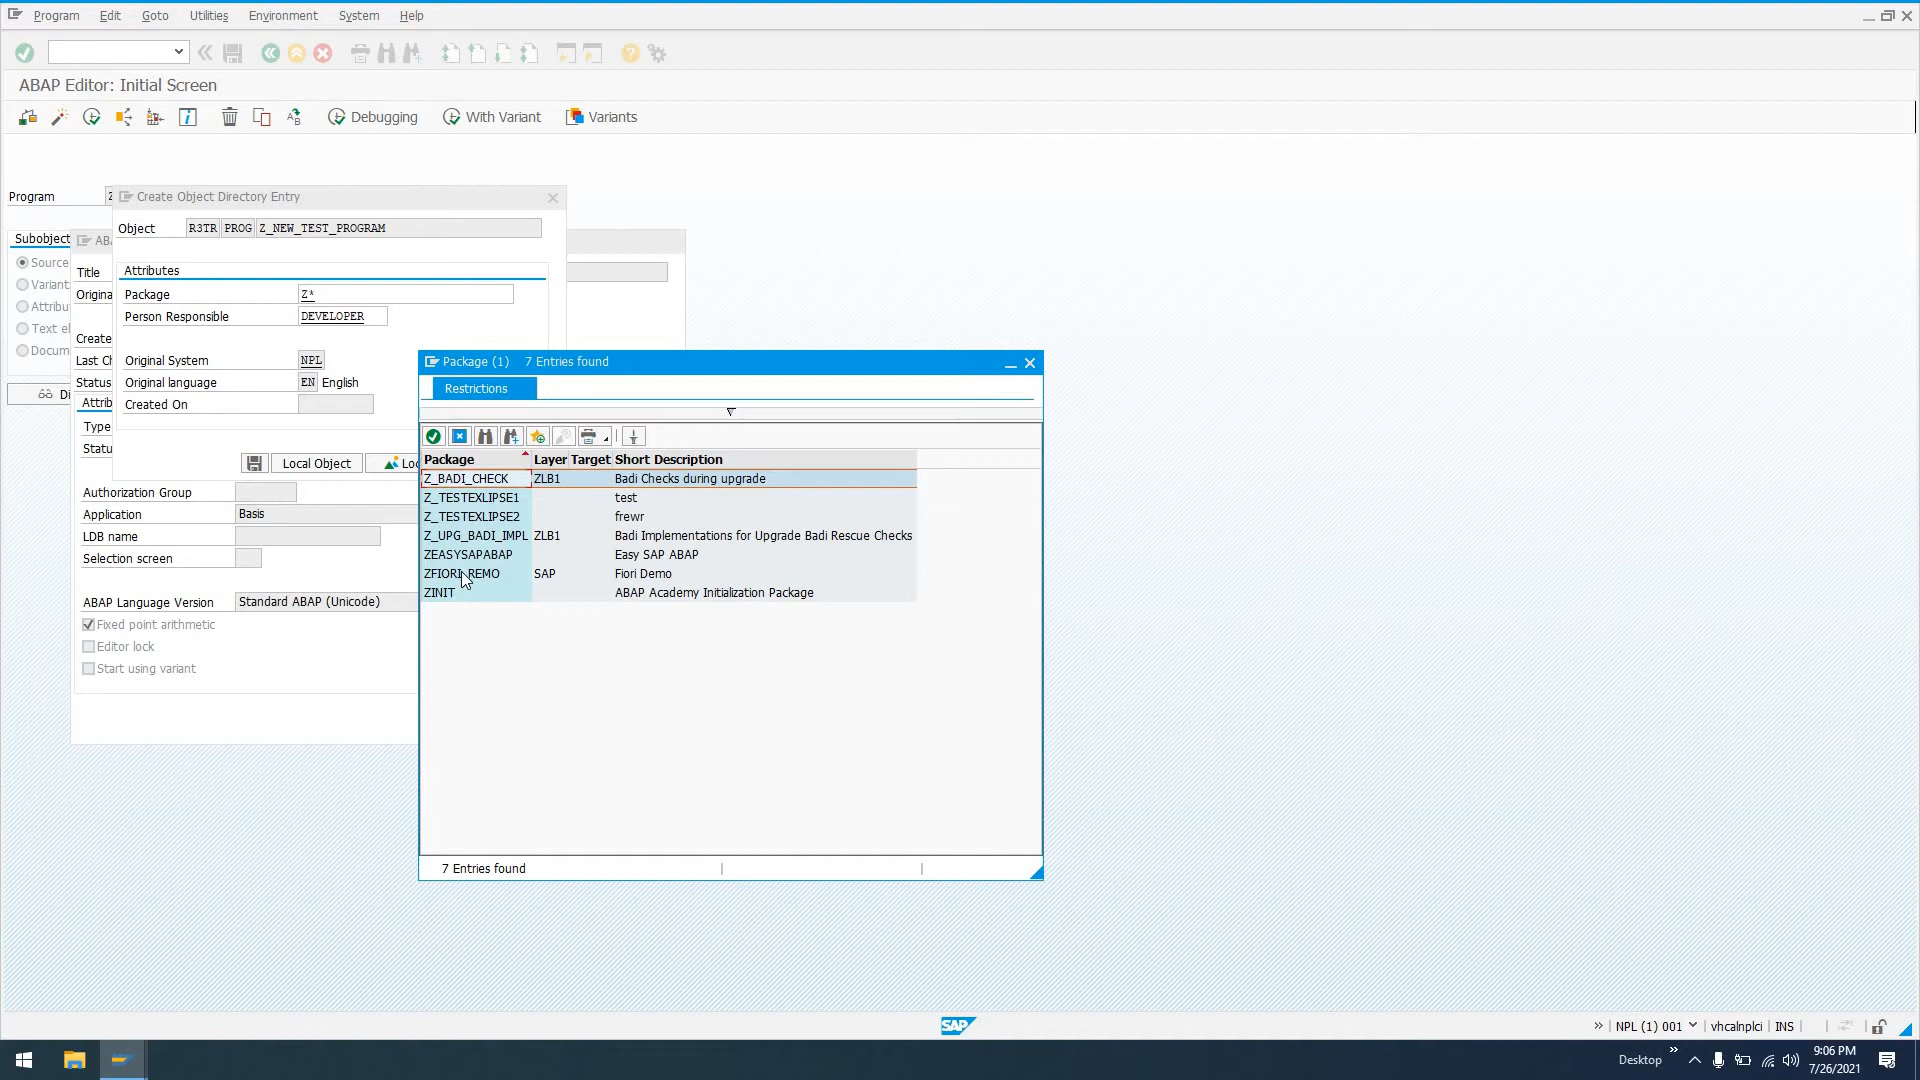 Program Edit Goto Utilities Environment System Help
ABAP Editor: Initial Screen
Debugging With Variant Variants
Program
Create Object Directory Entry
Object R3TR PROG Z_NEW_TEST_PROGRAM
Subobject
Source
Variant
Attribu
Text el
Docum
Di
Title
Origina
Create
Last Ch
Status
Attrib
Type
Statu
Attributes
Package Z*
Person Responsible DEVELOPER
Original System NPL
Original language EN English
Created On
Local Object Loc
Authorization Group
Application Basis
LDB name
Selection screen
ABAP Language Version Standard ABAP (Unicode)
Fixed point arithmetic
Editor lock
Start using variant
Package (1) 7 Entries found
Restrictions
Package Layer Target Short Description
Z_BADI_CHECK ZLB1 Badi Checks during upgrade
Z_TESTEXLIPSE1 test
Z_TESTEXLIPSE2 frewr
Z_UPG_BADI_IMPL ZLB1 Badi Implementations for Upgrade Badi Rescue Checks
ZEASYSAPABAP Easy SAP ABAP
ZFIORI_REMO SAP Fiori Demo
ZINIT ABAP Academy Initialization Package
7 Entries found
SAP
NPL (1) 001 vhcalnplci INS
Desktop
9:06 PM
7/26/2021